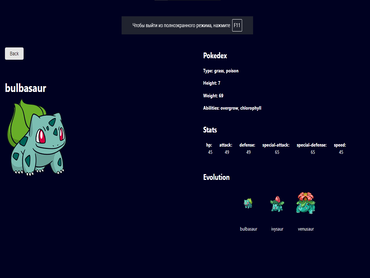 Чтобы выйти из полноэкранного режима, нажмите F11
Back
bulbasaur
Pokedex
Type: grass, poison
Height: 7
Weight: 69
Abilities: overgrow, chlorophyll
Stats
hp: attack: defense: special-attack: special-defense: speed:
45 49 49 65 65 45
Evolution
bulbasaur ivysaur venusaur